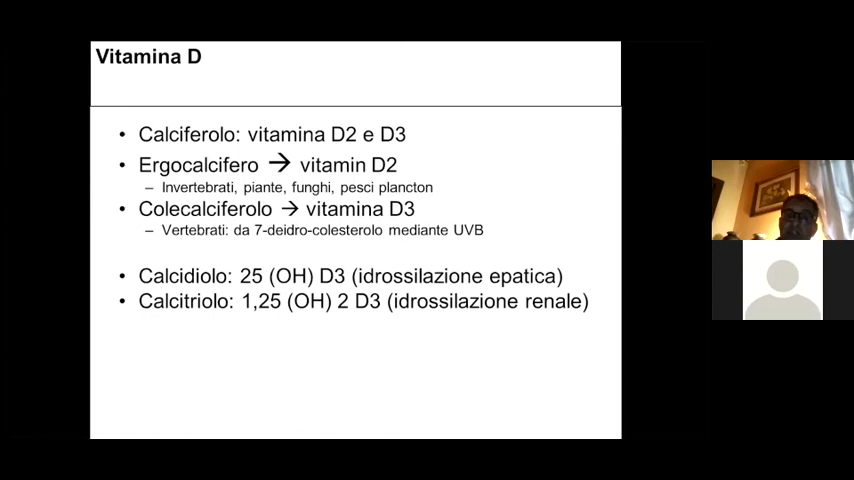 Vitamina D
• Calciferolo: vitamina D2 e D3
• Ergocalcifero → vitamin D2
– Invertebrati, piante, funghi, pesci plancton
• Colecalciferolo → vitamina D3
– Vertebrati: da 7-deidro-colesterolo mediante UVB
• Calcidiolo: 25 (OH) D3 (idrossilazione epatica)
• Calcitriolo: 1,25 (OH) 2 D3 (idrossilazione renale)